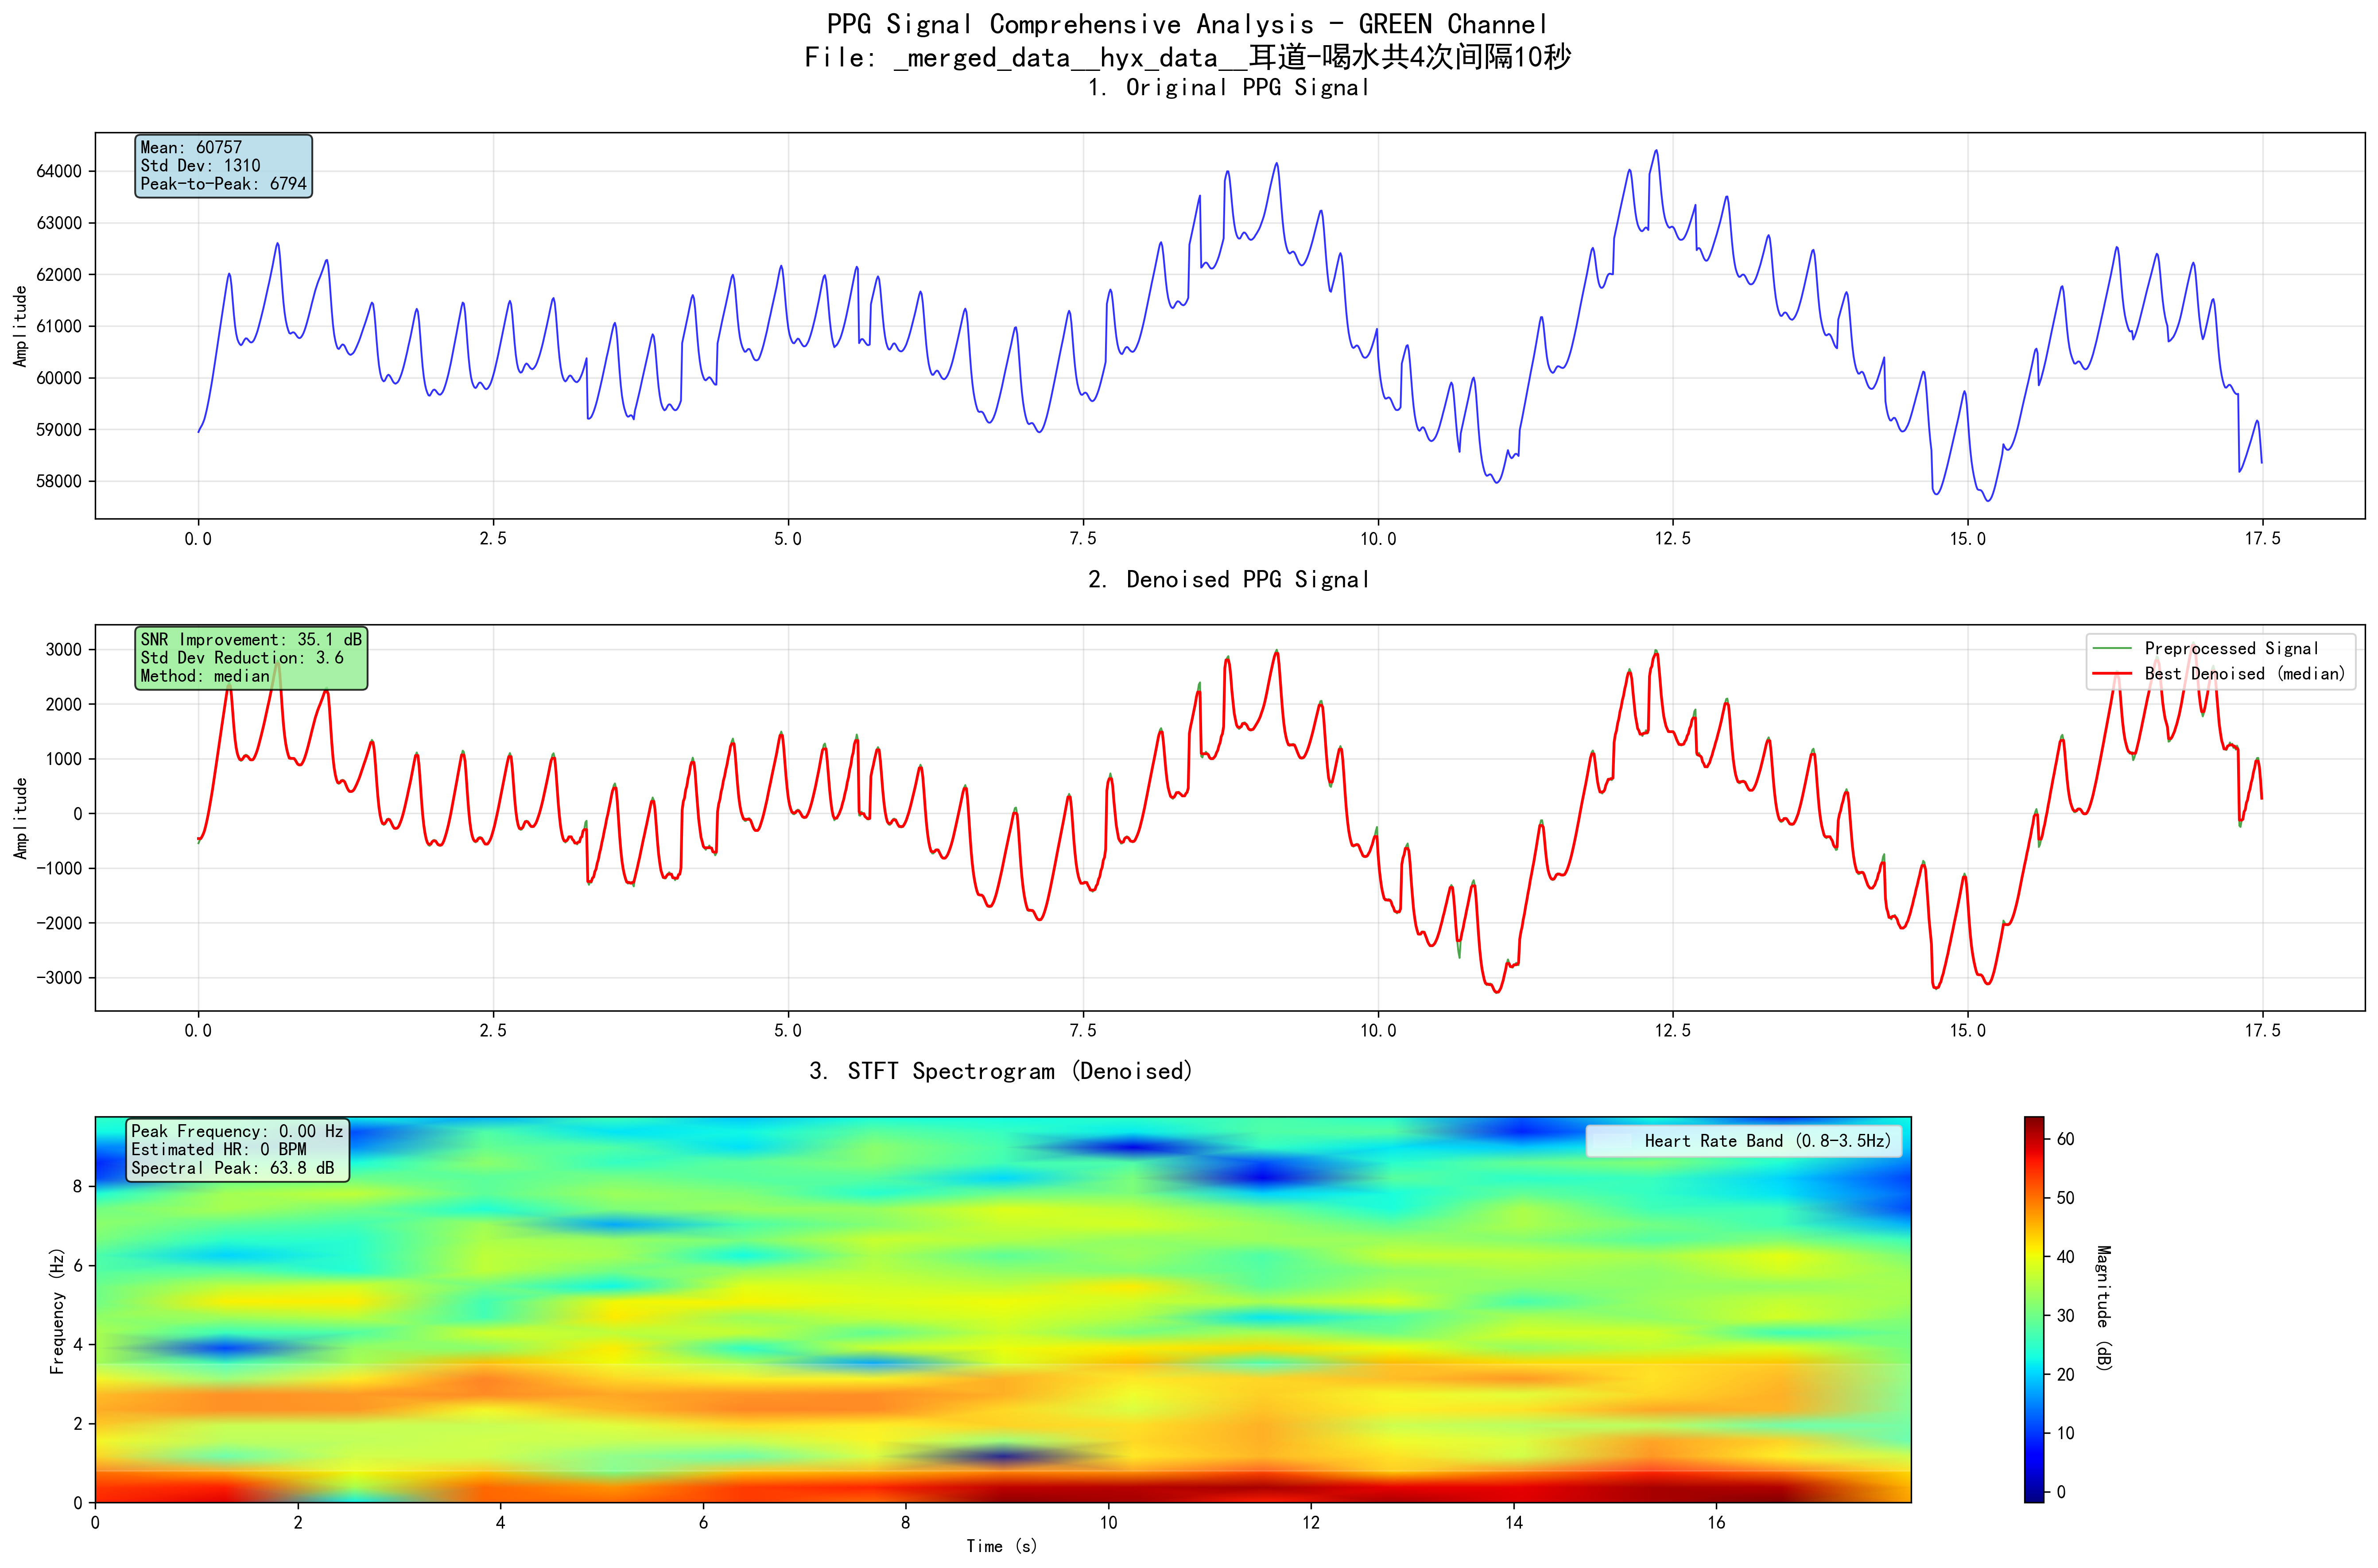 PPG Signal Comprehensive Analysis - GREEN Channel
File: _merged_data__hyx_data__耳道-喝水共4次间隔10秒
1. Original PPG Signal
Mean: 60757
Std Dev: 1310
Peak-to-Peak: 6794
Amplitude
64000
63000
62000
61000
60000
59000
58000
0.0 2.5 5.0 7.5 10.0 12.5 15.0 17.5
2. Denoised PPG Signal
SNR Improvement: 35.1 dB
Std Dev Reduction: 3.6
Method: median
Preprocessed Signal
Best Denoised (median)
Amplitude
3000
2000
1000
0
-1000
-2000
-3000
0.0 2.5 5.0 7.5 10.0 12.5 15.0 17.5
3. STFT Spectrogram (Denoised)
Peak Frequency: 0.00 Hz
Estimated HR: 0 BPM
Spectral Peak: 63.8 dB
Heart Rate Band (0.8-3.5Hz)
Frequency (Hz)
8
6
4
2
0
0 2 4 6 8 10 12 14 16
Time (s)
60
50
40
30
20
10
0
Magnitude (dB)